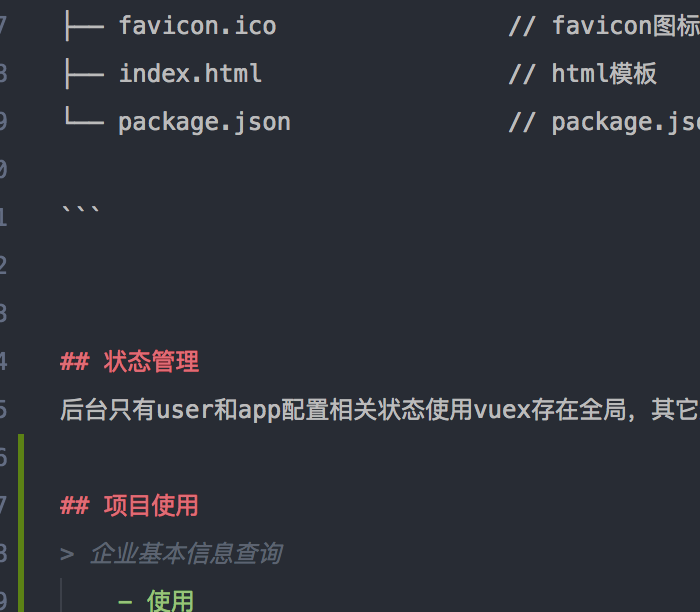 7 ├── favicon.ico // favicon图标
8 ├── index.html // html模板
9 └── package.json // package.js
0
1 ```
2
3
4 ## 状态管理
5 后台只有user和app配置相关状态使用vuex存在全局，其它
6
7 ## 项目使用
8 > 企业基本信息查询
9 - 使用